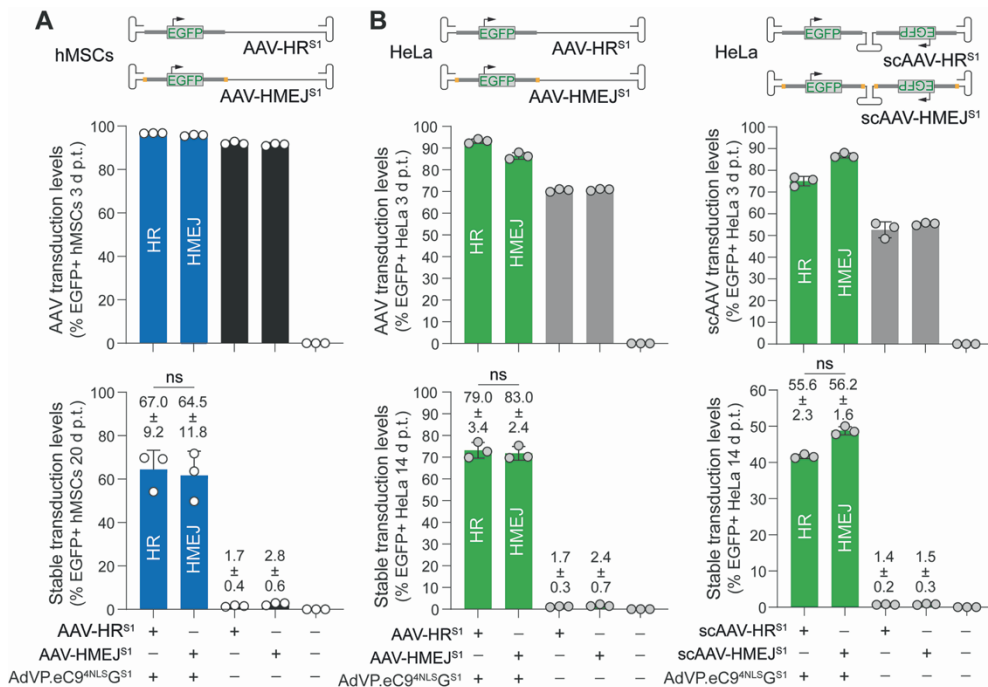 A
hMSCs
EGFP
AAV-HR^S1
EGFP
AAV-HMEJ^S1
AAV transduction levels
(% EGFP+ hMSCs 3 d p.t.)
100
80
60
40
20
0
HR
HMEJ
Stable transduction levels
(% EGFP+ hMSCs 20 d p.t.)
100
80
60
40
20
0
ns
67.0 64.5 
± ±
9.2 11.8
1.7 2.8
± ±
0.4 0.6
HR
HMEJ
AAV-HR^S1 + – + – –
AAV-HMEJ^S1 – + – + –
AdVP.eC9^4NLSG^S1 + + – – –
B
HeLa
EGFP
AAV-HR^S1
EGFP
AAV-HMEJ^S1
AAV transduction levels
(% EGFP+ HeLa 3 d p.t.)
100
90
80
70
60
50
40
30
20
10
0
HR
HMEJ
Stable transduction levels
(% EGFP+ HeLa 14 d p.t.)
100
90
80
70
60
50
40
30
20
10
0
ns
79.0 83.0
± ±
3.4 2.4
1.7 2.4
± ±
0.3 0.7
HR
HMEJ
AAV-HR^S1 + – + – –
AAV-HMEJ^S1 – + – + –
AdVP.eC9^4NLSG^S1 + + – – –
HeLa
EGFP EGFP
scAAV-HR^S1
EGFP EGFP
scAAV-HMEJ^S1
scAAV transduction levels
(% EGFP+ HeLa 3 d p.t.)
100
90
80
70
60
50
40
30
20
10
0
HR
HMEJ
Stable transduction levels
(% EGFP+ HeLa 14 d p.t.)
60
50
40
30
20
10
0
ns
55.6 56.2
± ±
2.3 1.6
1.4 1.5
± ±
0.2 0.3
HR
HMEJ
scAAV-HR^S1 + – + – –
scAAV-HMEJ^S1 – + – + –
AdVP.eC9^4NLSG^S1 + + – – –